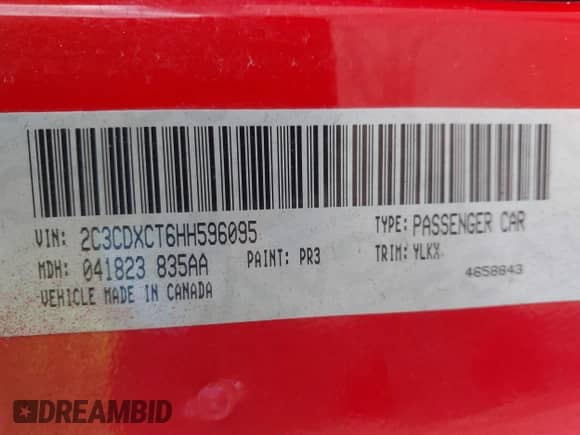 VIN: 2C3CDXCT6HH596095 TYPE: PASSENGER CAR
MDH: 041823 835AA PAINT: PR3 TRIM: YLKX
VEHICLE MADE IN CANADA 4658843
DREAMBID